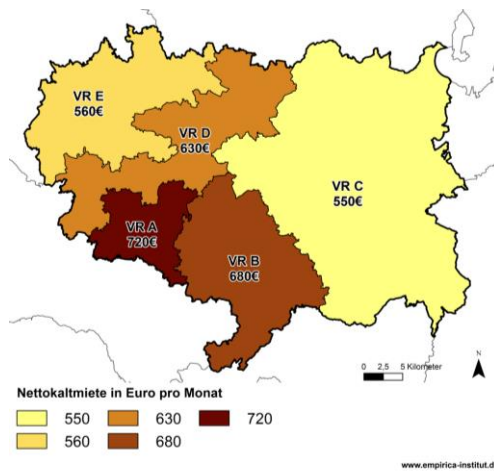 VR E
560€
VR D
630€
VR C
550€
VR A
720€
VR B
680€
0 2,5 5 Kilometer
N
Nettokaltmiete in Euro pro Monat
550 630 720
560 680
www.empirica-institut.d